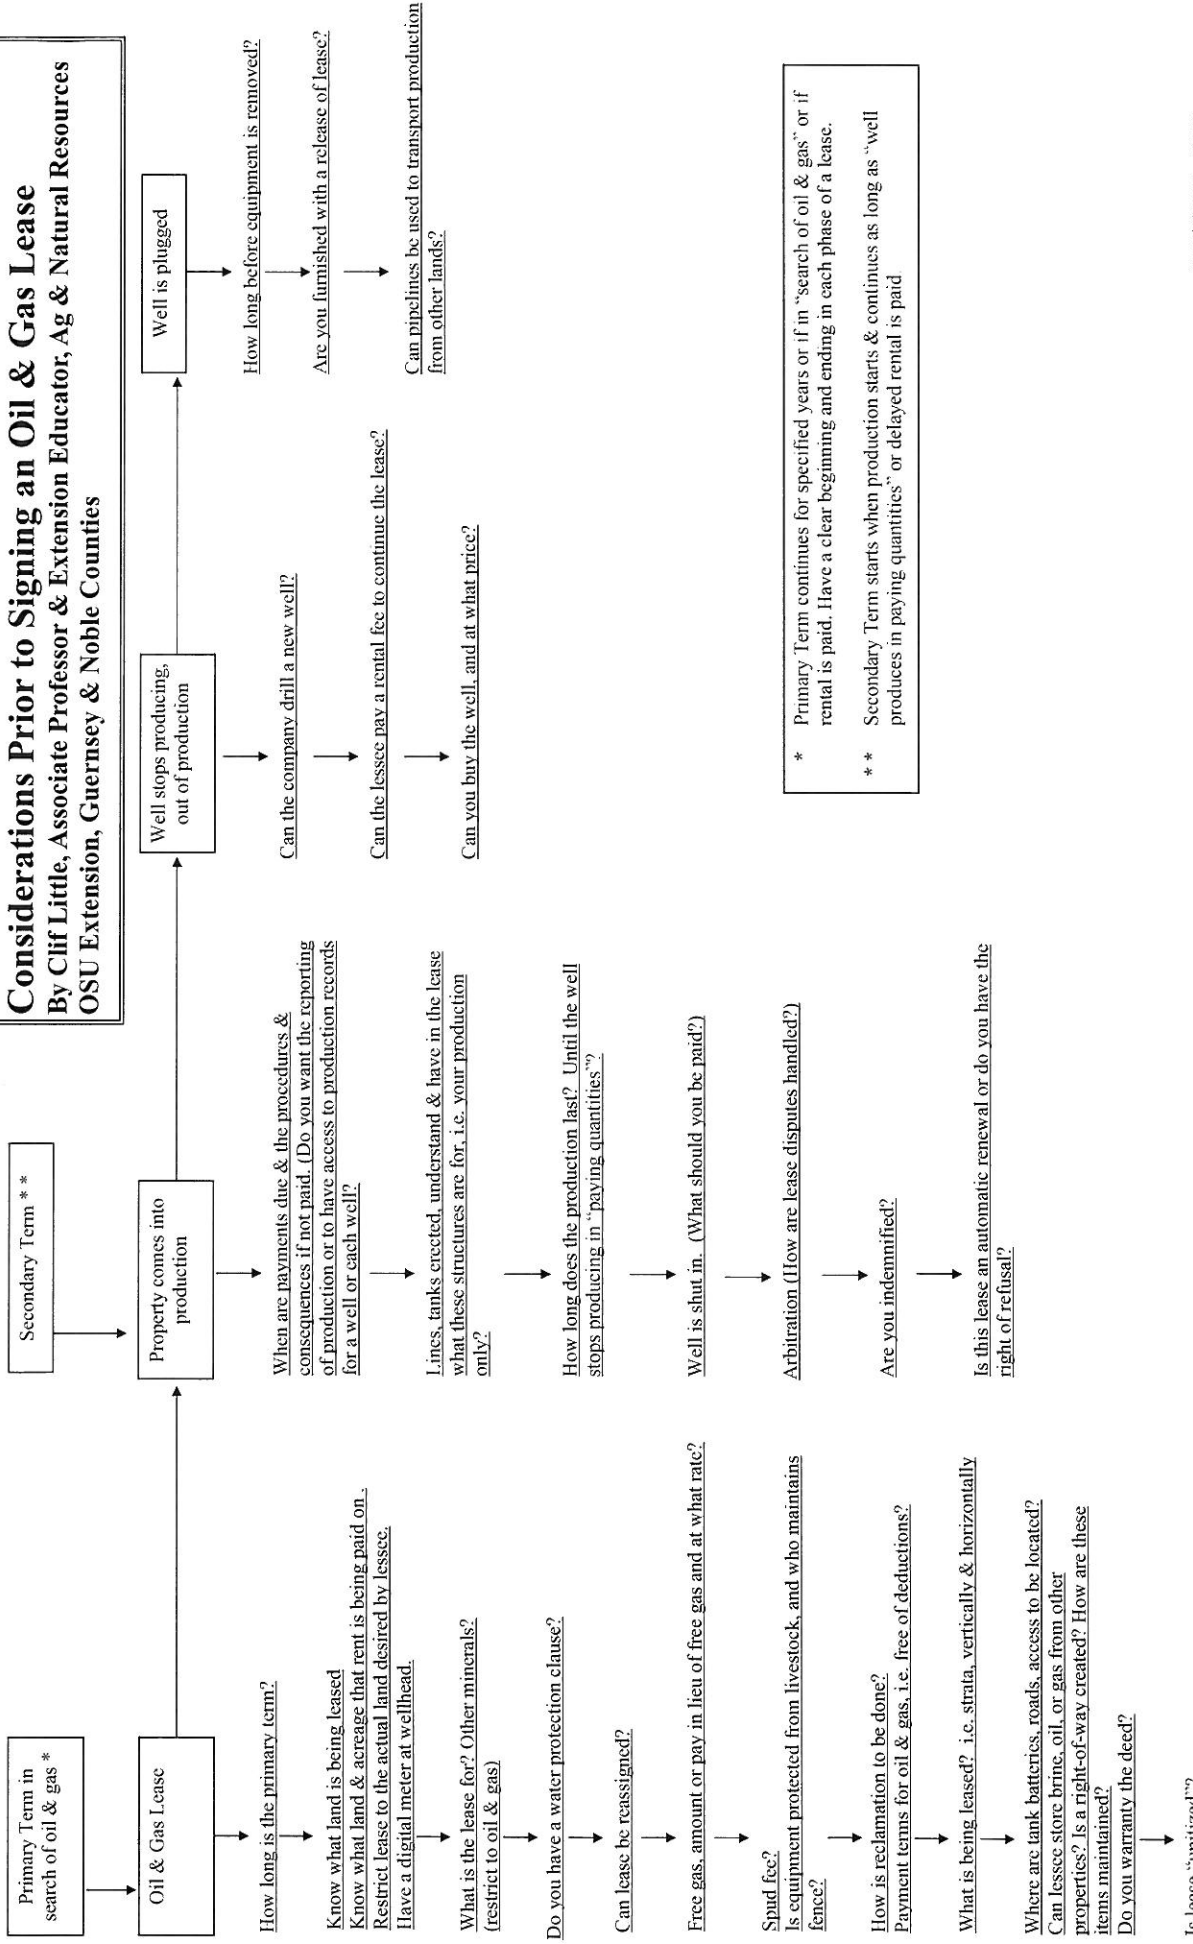 Considerations Prior to Signing an Oil & Gas Lease
By Clif Little, Associate Professor & Extension Educator, Ag & Natural Resources
OSU Extension, Guernsey & Noble Counties
Primary Term in
search of oil & gas *
Secondary Term * *
Oil & Gas Lease
Property comes into
production
Well stops producing,
out of production
Well is plugged
How long is the primary term?
Know what land is being leased
Know what land & acreage that rent is being paid on .
Restrict lease to the actual land desired by lessee.
Have a digital meter at wellhead.
What is the lease for? Other minerals?
(restrict to oil & gas)
Do you have a water protection clause?
Can lease be reassigned?
Free gas, amount or pay in lieu of free gas and at what rate?
Spud fee?
Is equipment protected from livestock, and who maintains
fence?
How is reclamation to be done?
Payment terms for oil & gas, i.e. free of deductions?
What is being leased? i.e. strata, vertically & horizontally
Where are tank batteries, roads, access to be located?
Can lessee store brine, oil, or gas from other
properties? Is a right-of-way created? How are these
items maintained?
Do you warranty the deed?
Is lease "unitized"?
When are payments due & the procedures &
consequences if not paid. (Do you want the reporting
of production or to have access to production records
for a well or each well?
Lines, tanks erected, understand & have in the lease
what these structures are for, i.e. your production
only?
How long does the production last? Until the well
stops producing in "paying quantities"?
Well is shut in. (What should you be paid?)
Arbitration (How are lease disputes handled?)
Are you indemnified?
Is this lease an automatic renewal or do you have the
right of refusal?
Can the company drill a new well?
Can the lessee pay a rental fee to continue the lease?
Can you buy the well, and at what price?
How long before equipment is removed?
Are you furnished with a release of lease?
Can pipelines be used to transport production
from other lands?
* Primary Term continues for specified years or if in "search of oil & gas" or if
rental is paid. Have a clear beginning and ending in each phase of a lease.
* * Secondary Term starts when production starts & continues as long as "well
produces in paying quantities" or delayed rental is paid